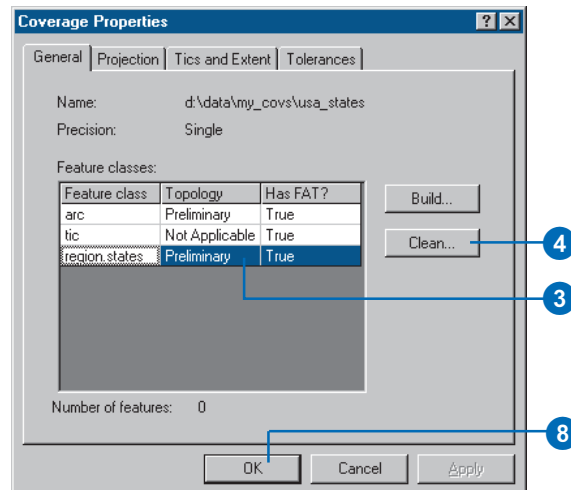 Coverage Properties
General Projection Tics and Extent Tolerances
Name: d:\data\my_covs\usa_states
Precision: Single
Feature classes:
Feature class Topology Has FAT?
arc Preliminary True
tic Not Applicable True
region.states Preliminary True
Build...
Clean...
4
3
Number of features: 0
8
OK Cancel Apply